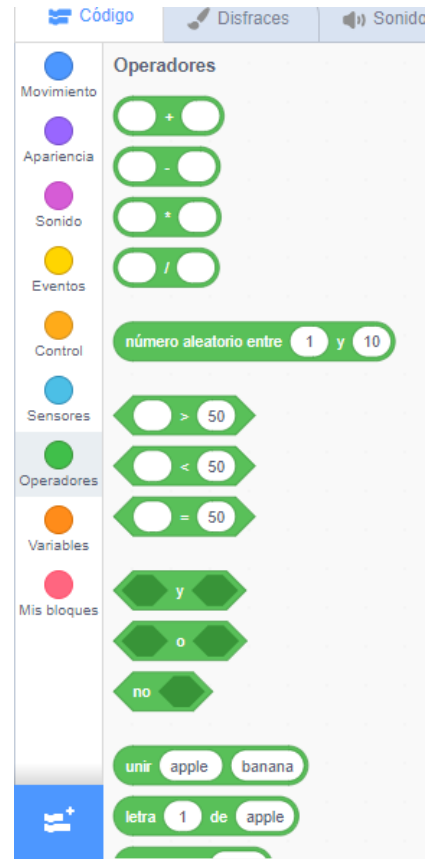 Código Disfraces Sonido
Movimiento
Apariencia
Sonido
Eventos
Control
Sensores
Operadores
Variables
Mis bloques
Operadores
+
-
*
/
número aleatorio entre 1 y 10
> 50
< 50
= 50
y
o
no
unir apple banana
letra 1 de apple